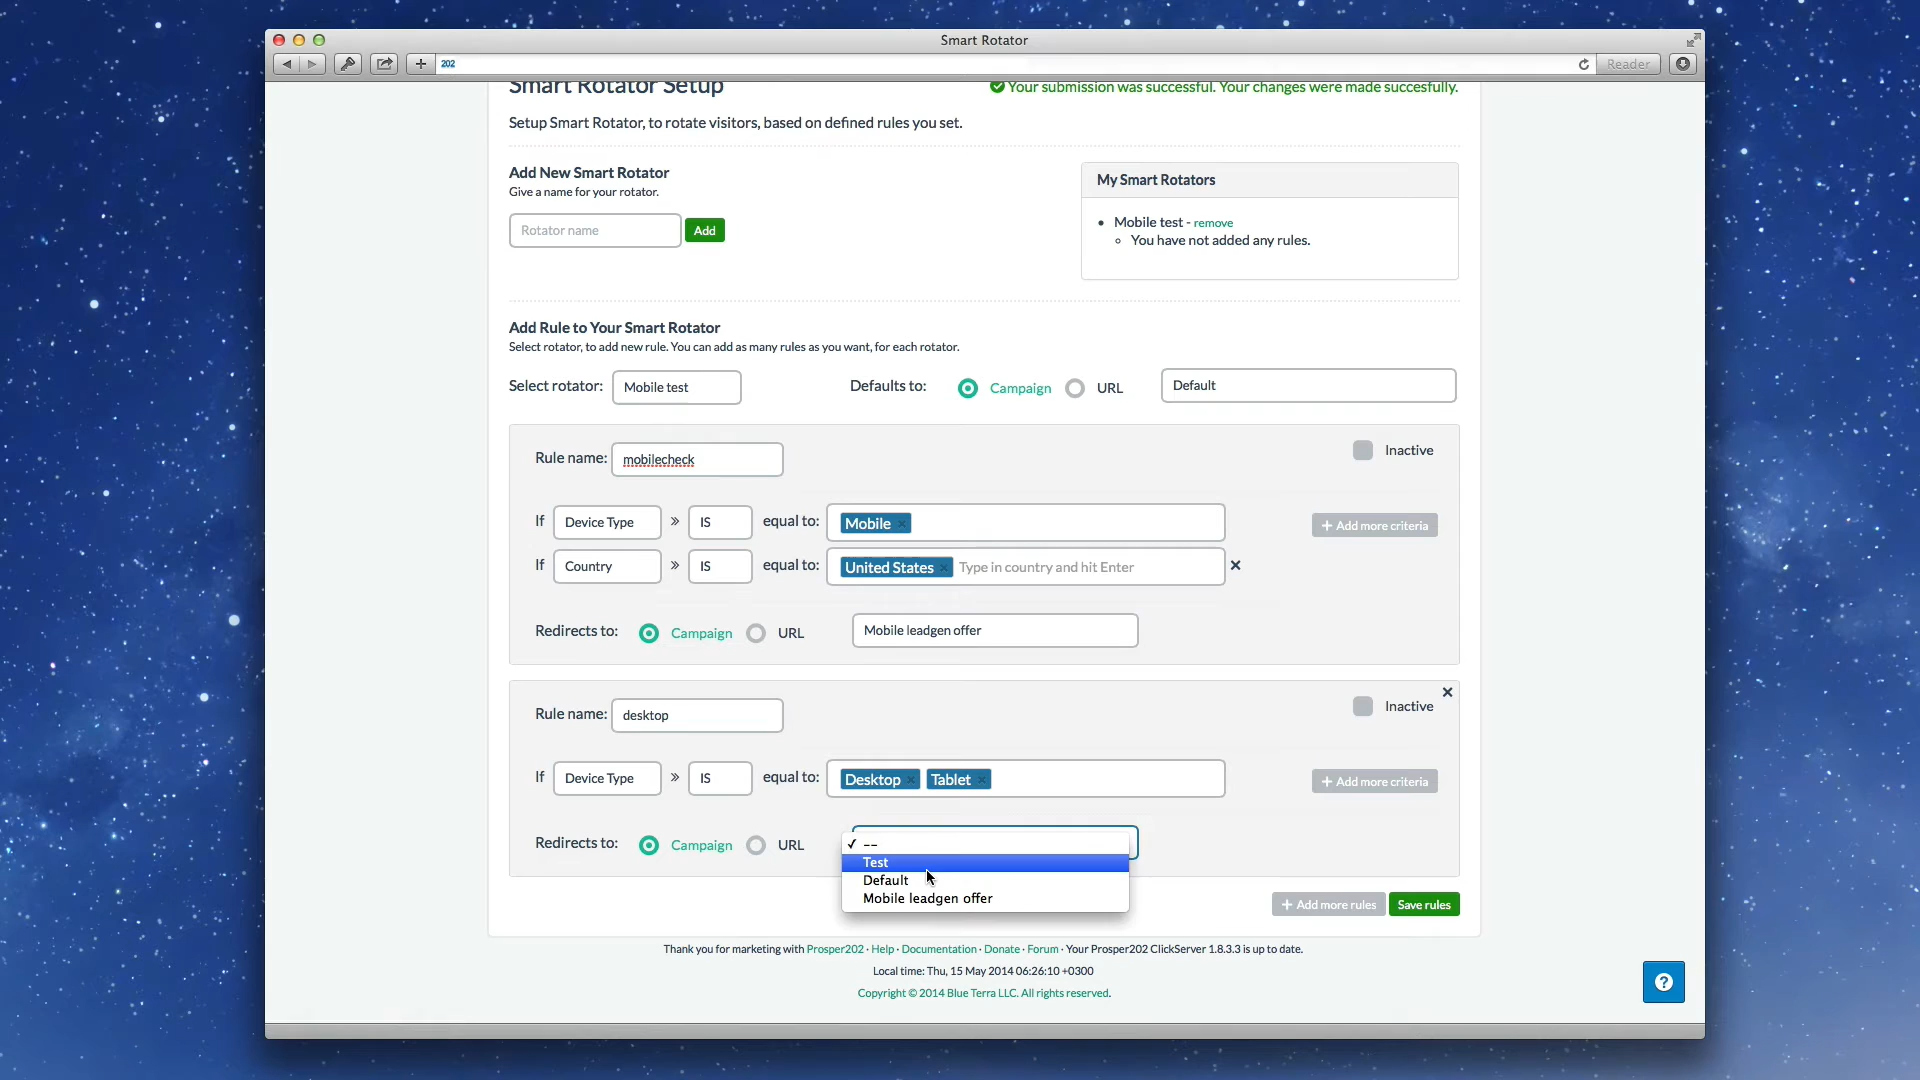 Smart Rotator
202
Reader
Smart Rotator Setup
Your submission was successful. Your changes were made succesfully.
Setup Smart Rotator, to rotate visitors, based on defined rules you set.
Add New Smart Rotator
Give a name for your rotator.
Rotator name
Add
My Smart Rotators
Mobile test - remove
You have not added any rules.
Add Rule to Your Smart Rotator
Select rotator, to add new rule. You can add as many rules as you want, for each rotator.
Select rotator: Mobile test Defaults to: Campaign URL Default
Rule name: mobilecheck Inactive
If Device Type » IS equal to: Mobile × + Add more criteria
If Country » IS equal to: United States × Type in country and hit Enter ×
Redirects to: Campaign URL Mobile leadgen offer
×
Rule name: desktop Inactive
If Device Type » IS equal to: Desktop × Tablet × + Add more criteria
Redirects to: Campaign URL ✓ --
Test
Default
Mobile leadgen offer
+ Add more rules Save rules
Thank you for marketing with Prosper202 · Help · Documentation · Donate · Forum · Your Prosper202 ClickServer 1.8.3.3 is up to date.
Local time: Thu, 15 May 2014 06:26:10 +0300
Copyright © 2014 Blue Terra LLC. All rights reserved.
?